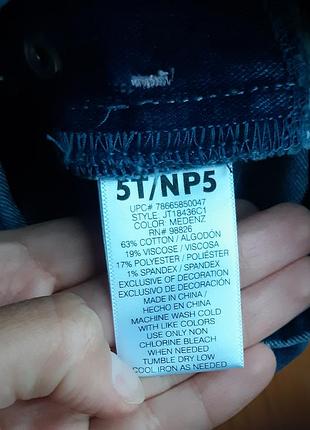 5T/NP5
UPC# 78665850047
STYLE JT18436C1
COLOR: MEDENZ
RN# 98826
63% COTTON / ALGODÓN
19% VISCOSE / VISCOSA
17% POLYESTER / POLIÉSTER
1% SPANDEX / SPANDEX
EXCLUSIVE OF DECORATION
EXCLUSIVO DE DECORACIÓN
MADE IN CHINA /
HECHO EN CHINA
MACHINE WASH COLD
WITH LIKE COLORS
USE ONLY NON
CHLORINE BLEACH
WHEN NEEDED
TUMBLE DRY LOW
COOL IRON AS NEEDED